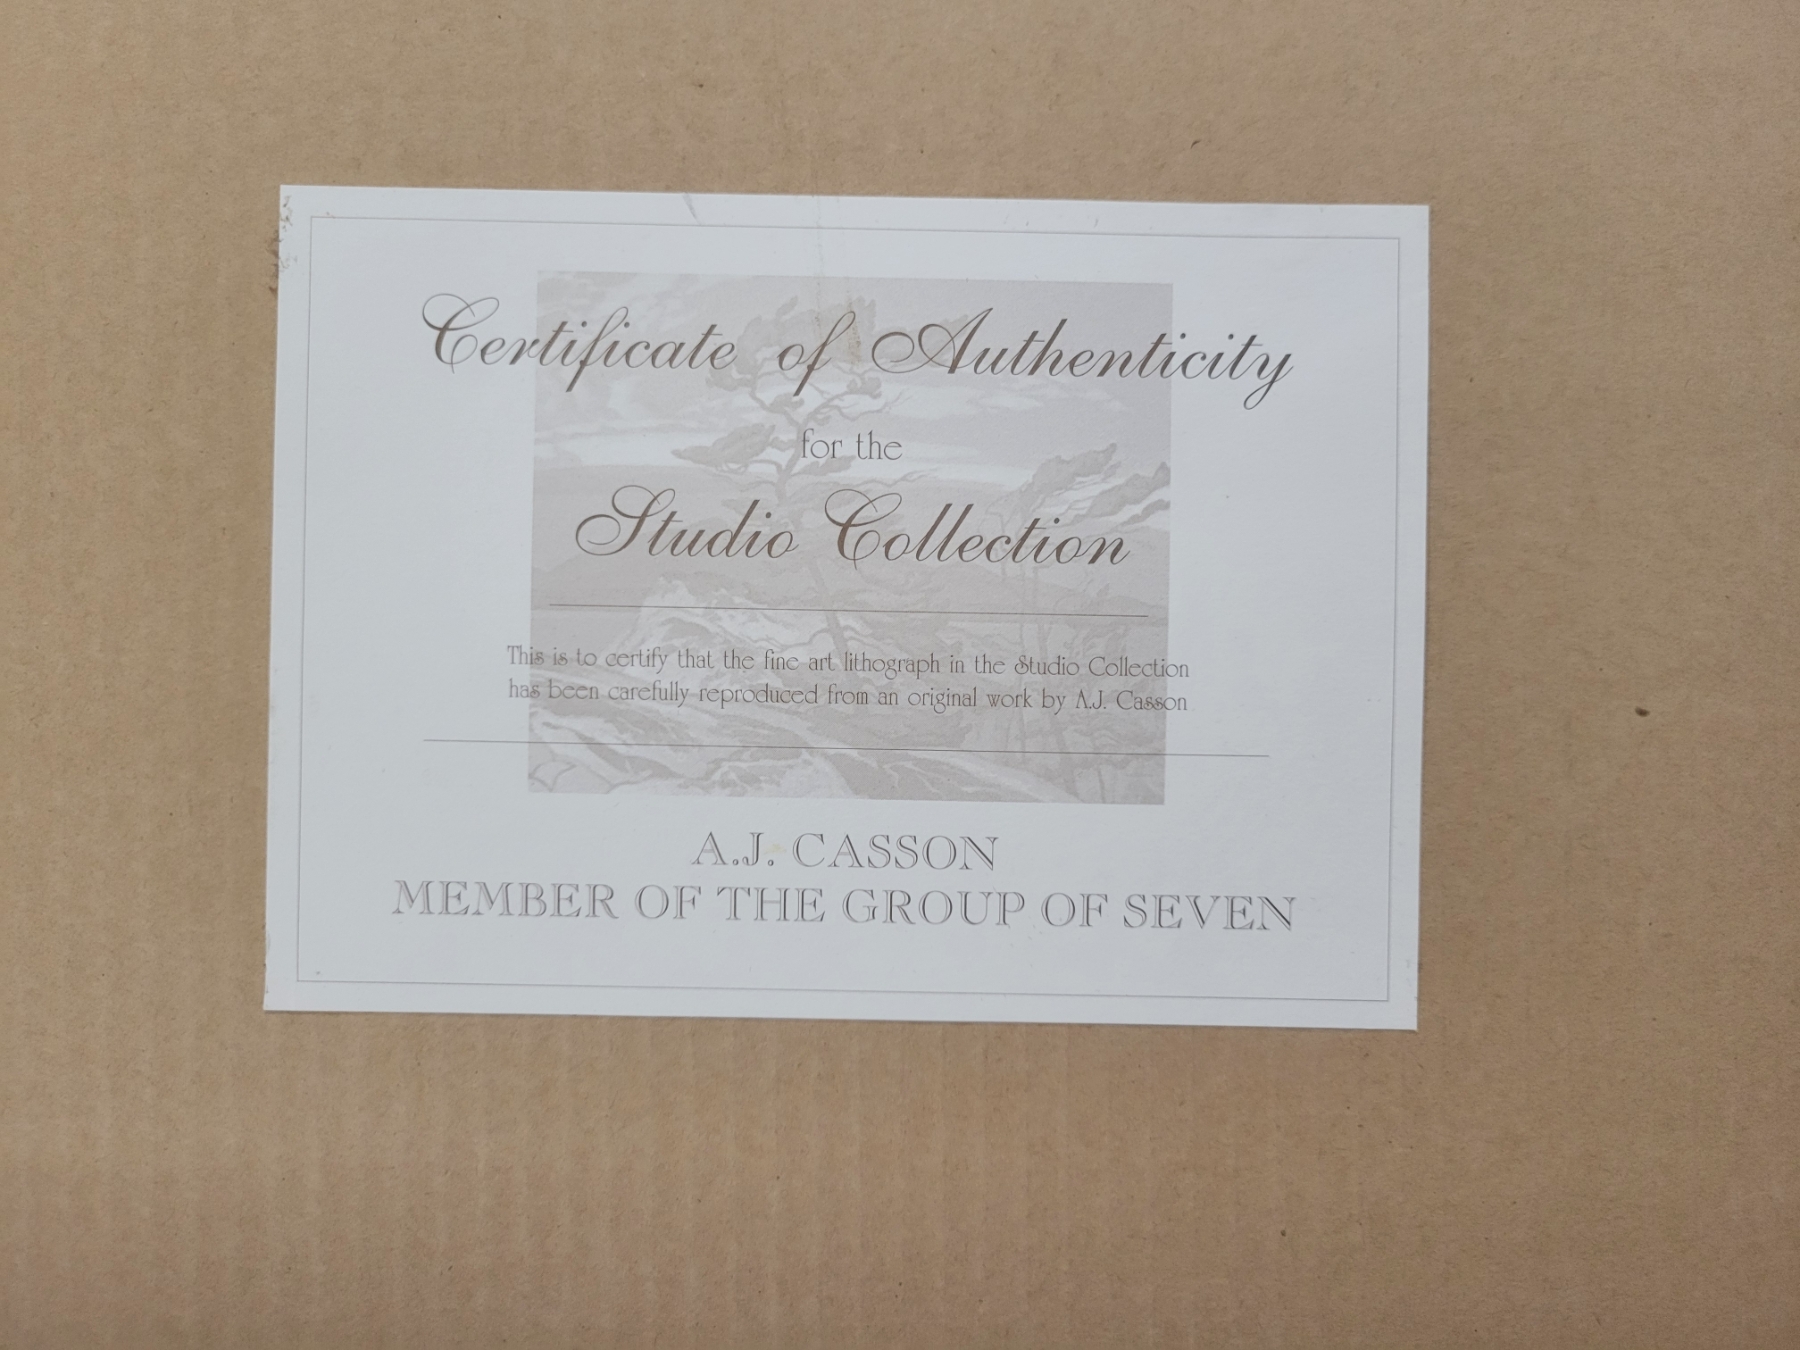 Certificate of Authenticity
for the
Studio Collection
This is to certify that the fine art lithograph in the Studio Collection
has been carefully reproduced from an original work by A.J. Casson
A.J. CASSON
MEMBER OF THE GROUP OF SEVEN